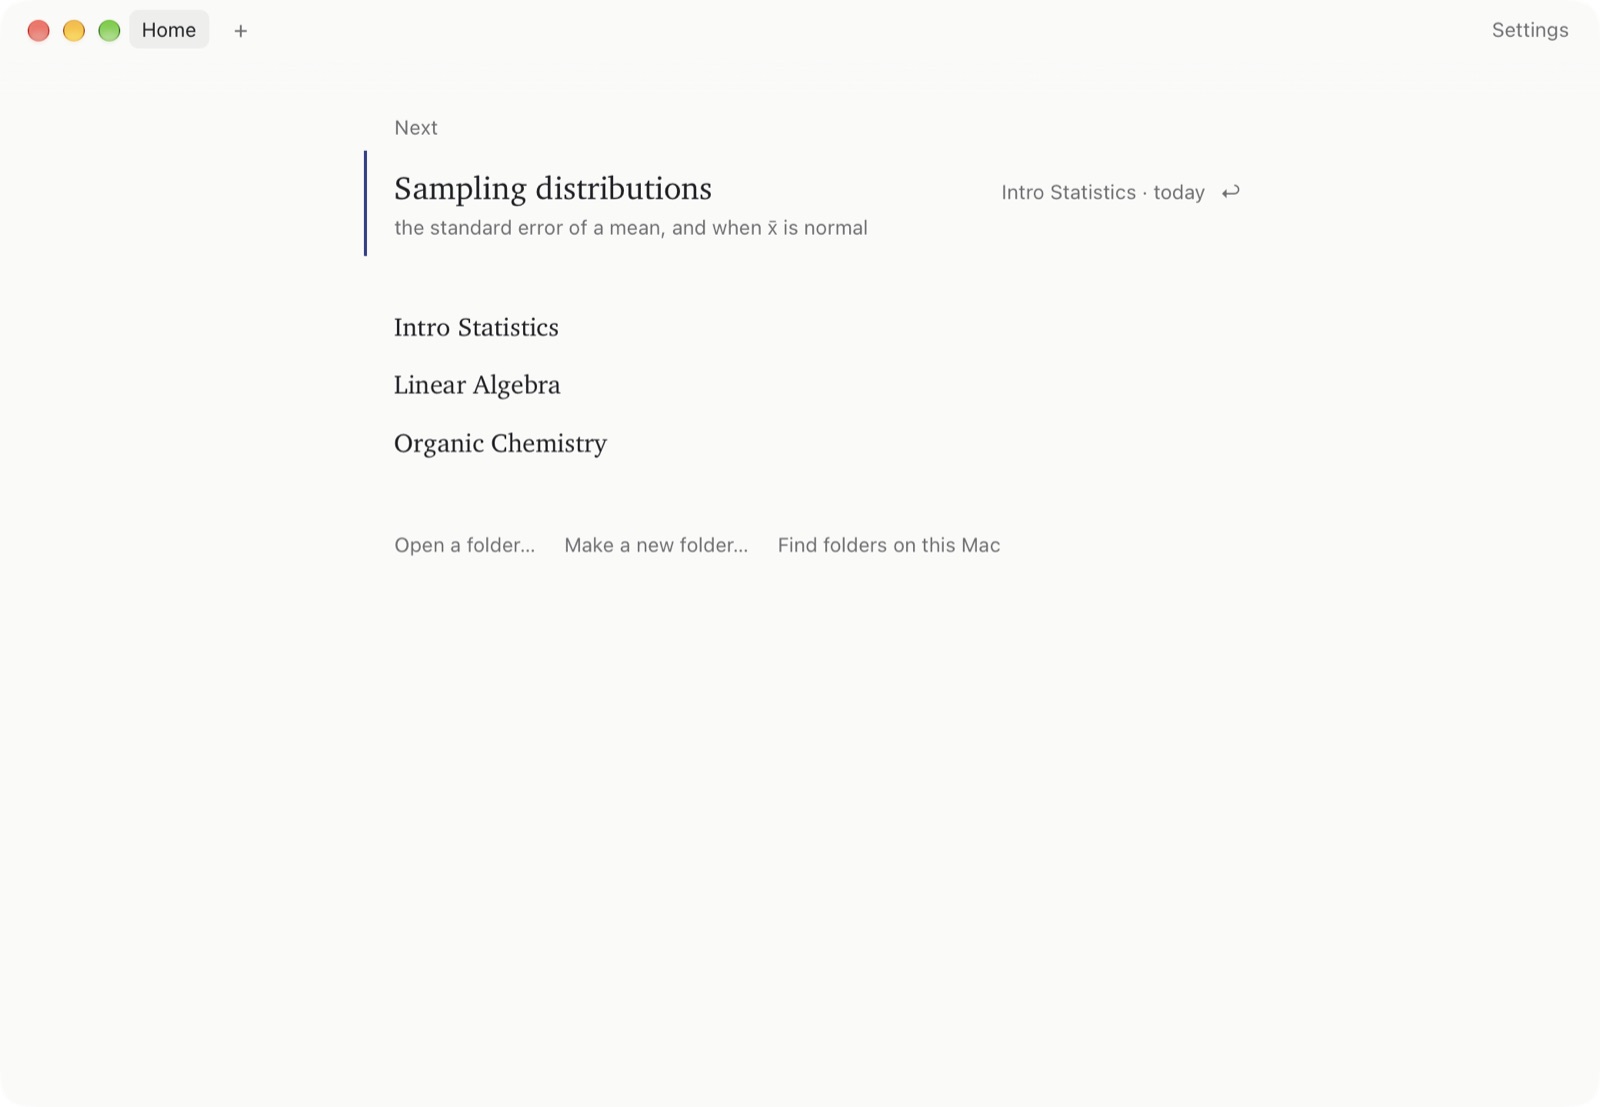 Home +
Settings
Next
Sampling distributions
Intro Statistics · today ↩
the standard error of a mean, and when x̄ is normal
Intro Statistics
Linear Algebra
Organic Chemistry
Open a folder... Make a new folder... Find folders on this Mac